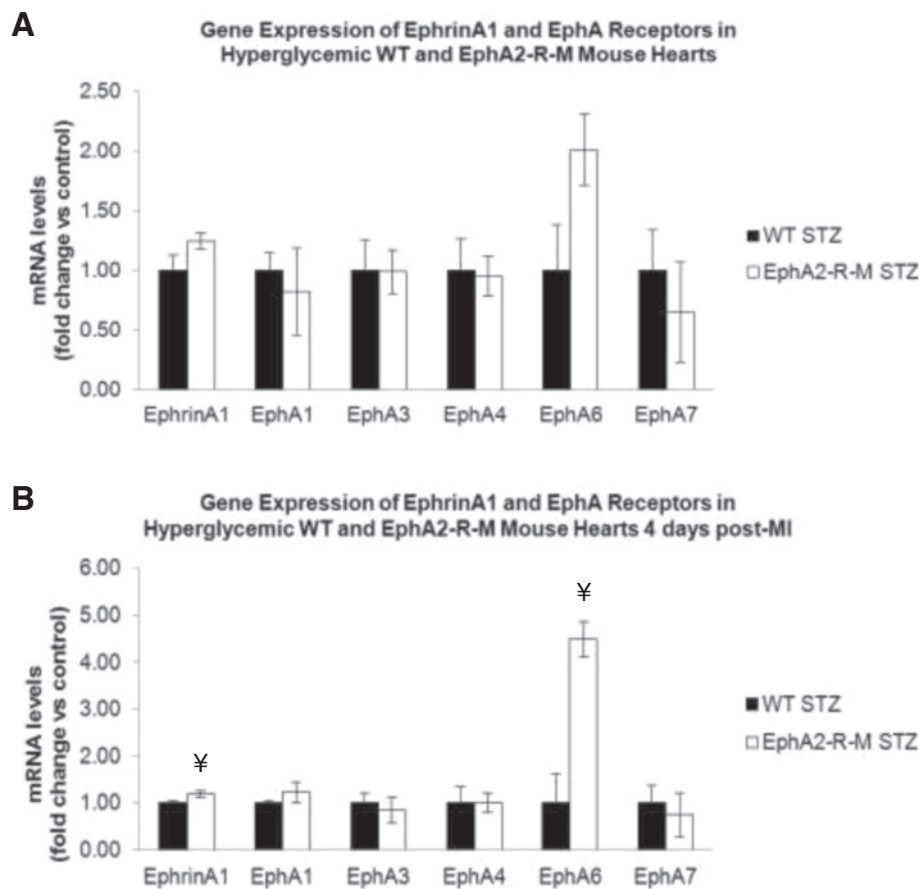 A
Gene Expression of EphrinA1 and EphA Receptors in
Hyperglycemic WT and EphA2-R-M Mouse Hearts
mRNA levels
(fold change vs control)
2.50
2.00
1.50
1.00
0.50
0.00
EphrinA1 EphA1 EphA3 EphA4 EphA6 EphA7
WT STZ
EphA2-R-M STZ
B
Gene Expression of EphrinA1 and EphA Receptors in
Hyperglycemic WT and EphA2-R-M Mouse Hearts 4 days post-MI
mRNA levels
(fold change vs control)
6.00
5.00
4.00
3.00
2.00
1.00
0.00
¥
¥
EphrinA1 EphA1 EphA3 EphA4 EphA6 EphA7
WT STZ
EphA2-R-M STZ